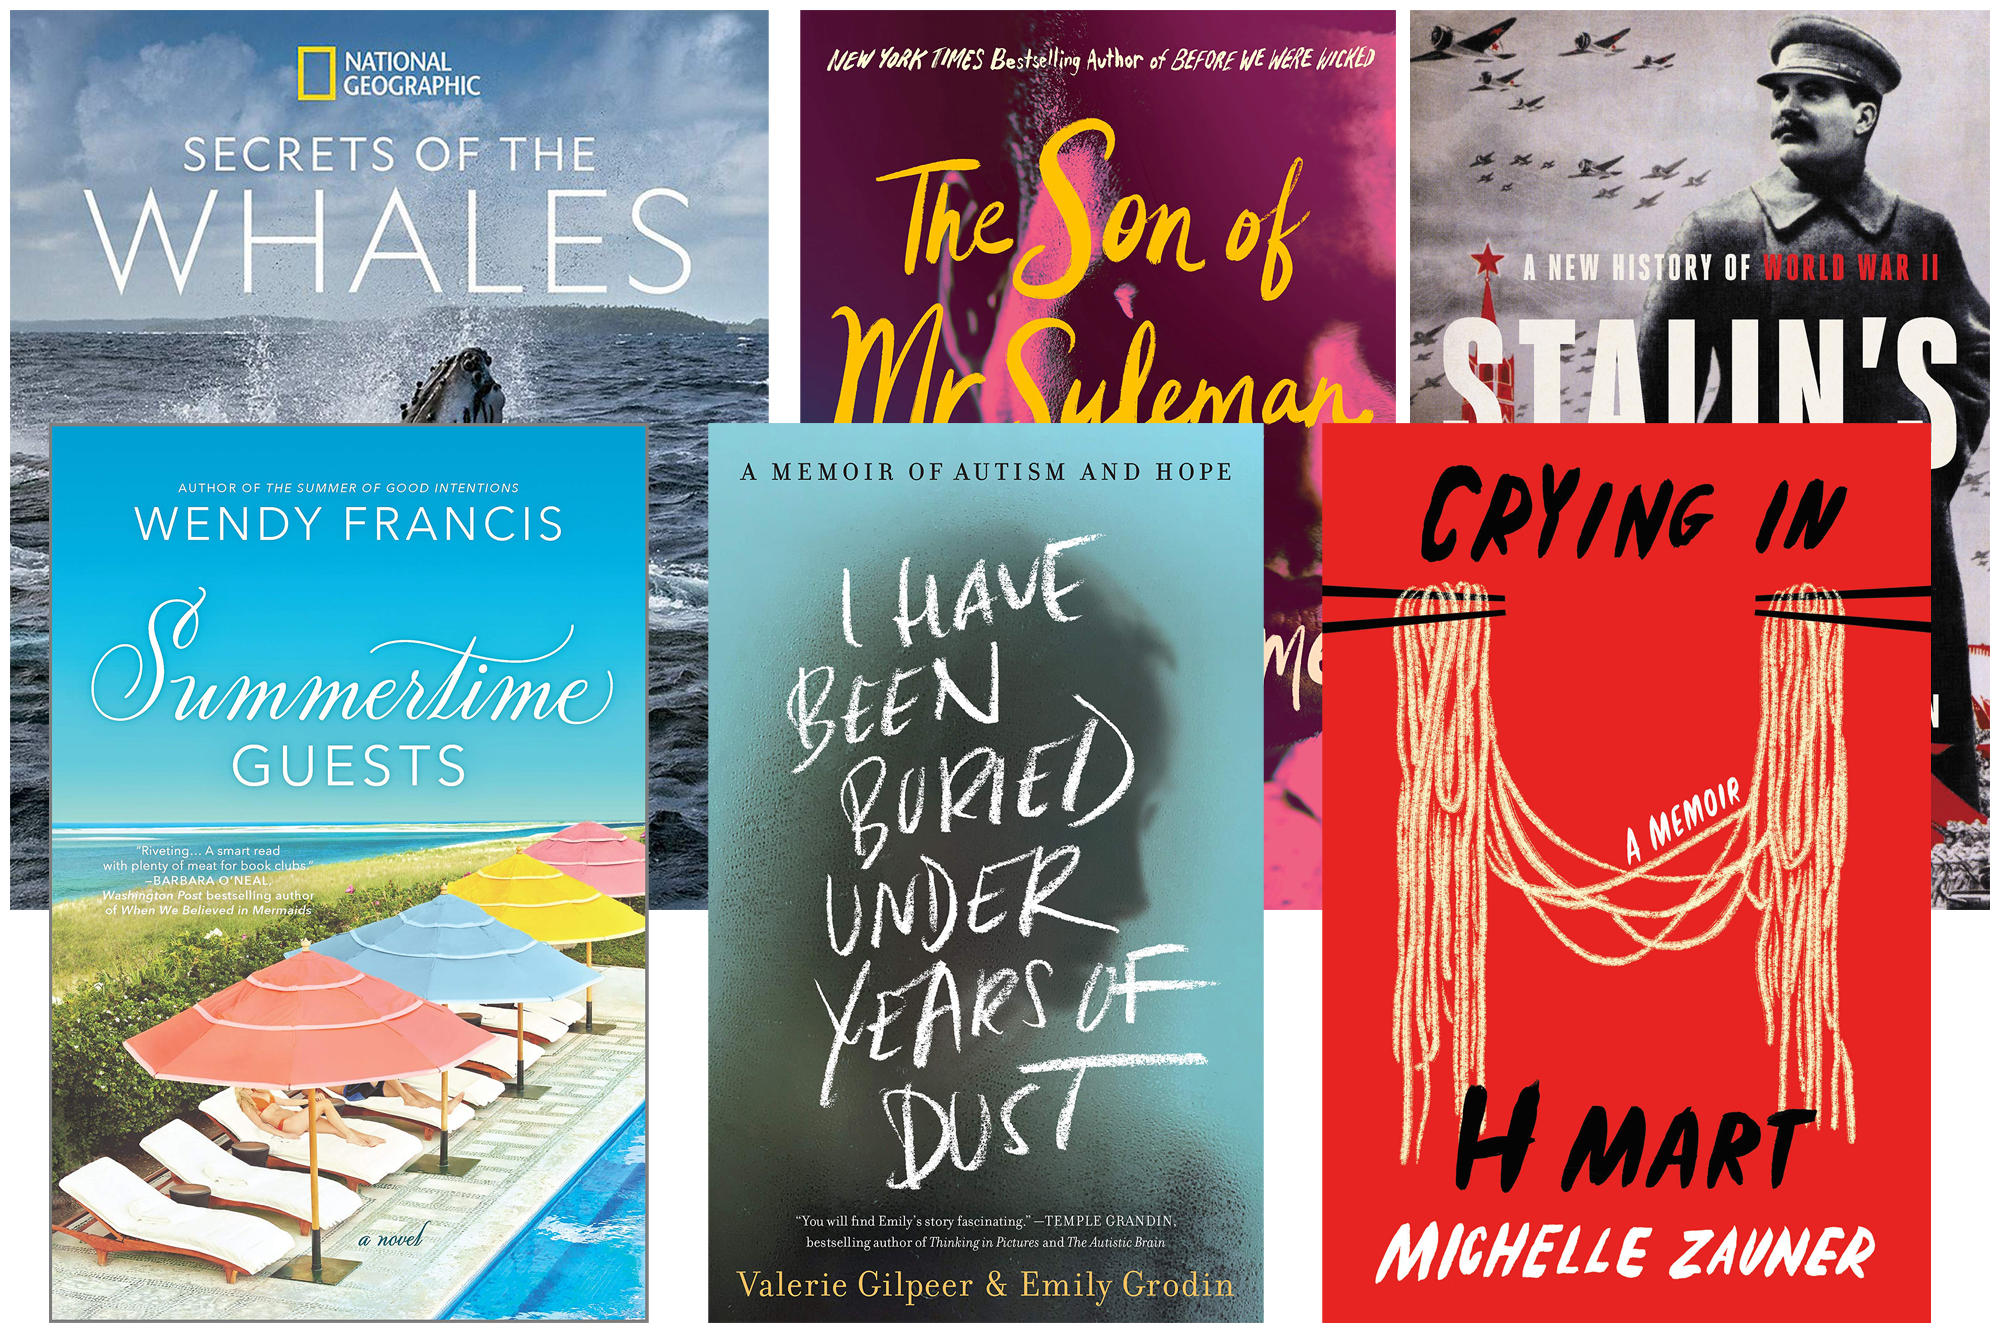 NATIONAL
GEOGRAPHIC
SECRETS OF THE
WHALES
NEW YORK TIMES Bestselling Author of BEFORE WE WERE WICKED
The Son of
Mr. Suleman
me
A NEW HISTORY OF WORLD WAR II
STALIN'S
N
AUTHOR OF THE SUMMER OF GOOD INTENTIONS
WENDY FRANCIS
Summertime
GUESTS
“Riveting... A smart read
with plenty of meat for book clubs.”
–BARBARA O’NEAL,
Washington Post bestselling author
of When We Believed in Mermaids
a novel
A MEMOIR OF AUTISM AND HOPE
I HAVE
BEEN
BURIED
UNDER
YEARS OF
DUST
“You will find Emily’s story fascinating.” —TEMPLE GRANDIN,
bestselling author of Thinking in Pictures and The Autistic Brain
Valerie Gilpeer & Emily Grodin
CRYING IN
A MEMOIR
H MART
MICHELLE ZAUNER